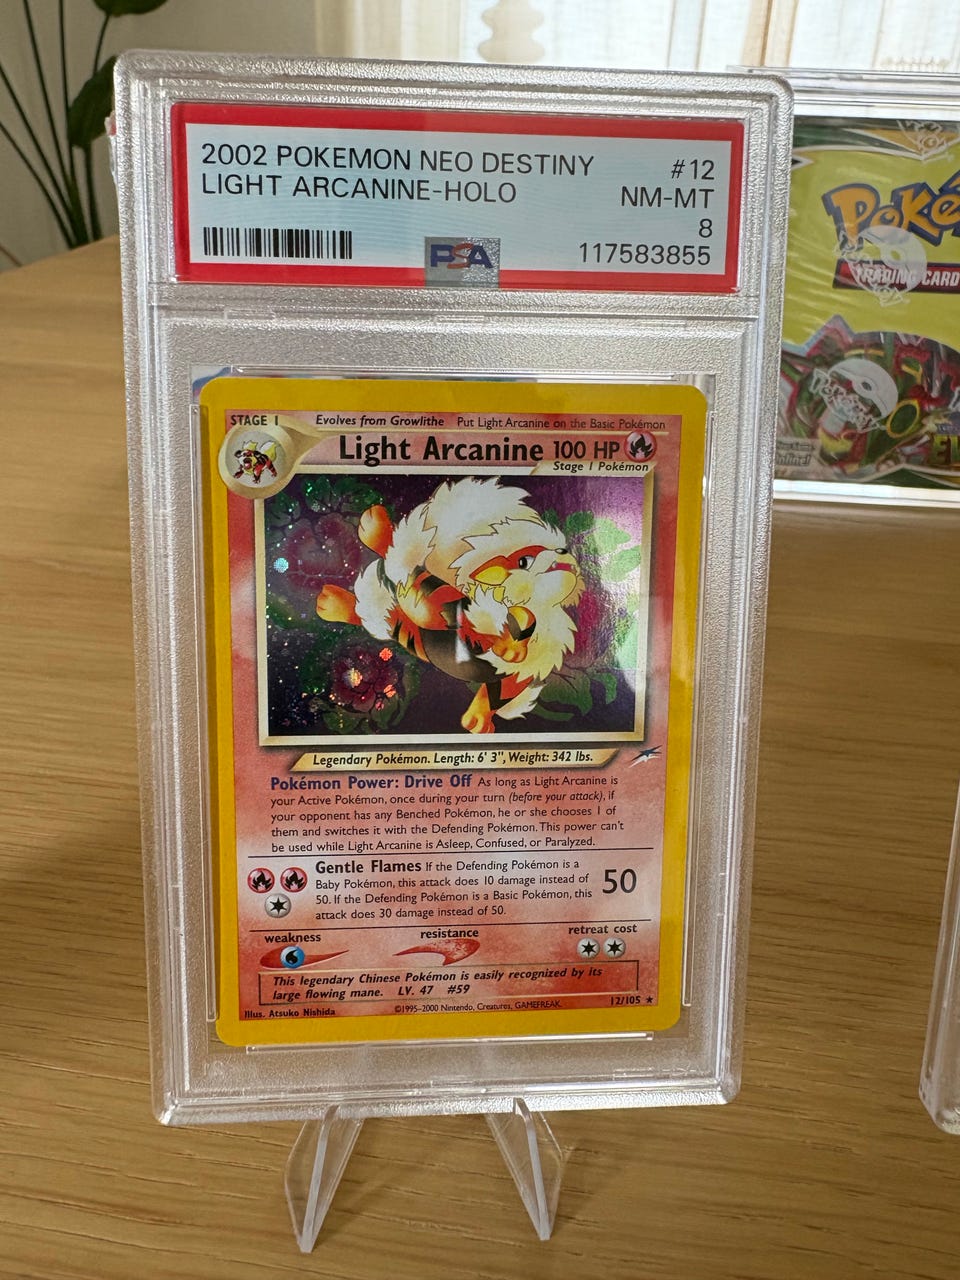 2002 POKEMON NEO DESTINY #12
LIGHT ARCANINE-HOLO NM-MT
8
PSA 117583855
STAGE 1 Evolves from Growlithe Put Light Arcanine on the Basic Pokémon
Light Arcanine 100 HP
Stage 1 Pokémon
Legendary Pokémon. Length: 6' 3", Weight: 342 lbs.
Pokémon Power: Drive Off As long as Light Arcanine is
your Active Pokémon, once during your turn (before your attack), if
your opponent has any Benched Pokémon, he or she chooses 1 of
them and switches it with the Defending Pokémon. This power can't
be used while Light Arcanine is Asleep, Confused, or Paralyzed.
Gentle Flames If the Defending Pokémon is a
Baby Pokémon, this attack does 10 damage instead of
50. If the Defending Pokémon is a Basic Pokémon, this
attack does 30 damage instead of 50.
50
weakness resistance retreat cost
This legendary Chinese Pokémon is easily recognized by its
large flowing mane. LV. 47 #59
Illus. Atsuko Nishida ©1995-2000 Nintendo, Creatures, GAMEFREAK. 12/105
Poké
TRADING CARD